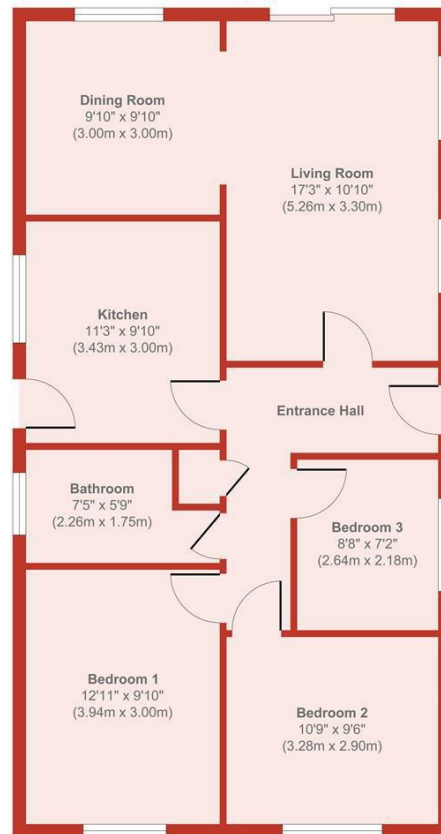 Dining Room
9'10" x 9'10"
(3.00m x 3.00m)
Living Room
17'3" x 10'10"
(5.26m x 3.30m)
Kitchen
11'3" x 9'10"
(3.43m x 3.00m)
Entrance Hall
Bathroom
7'5" x 5'9"
(2.26m x 1.75m)
Bedroom 3
8'8" x 7'2"
(2.64m x 2.18m)
Bedroom 1
12'11" x 9'10"
(3.94m x 3.00m)
Bedroom 2
10'9" x 9'6"
(3.28m x 2.90m)